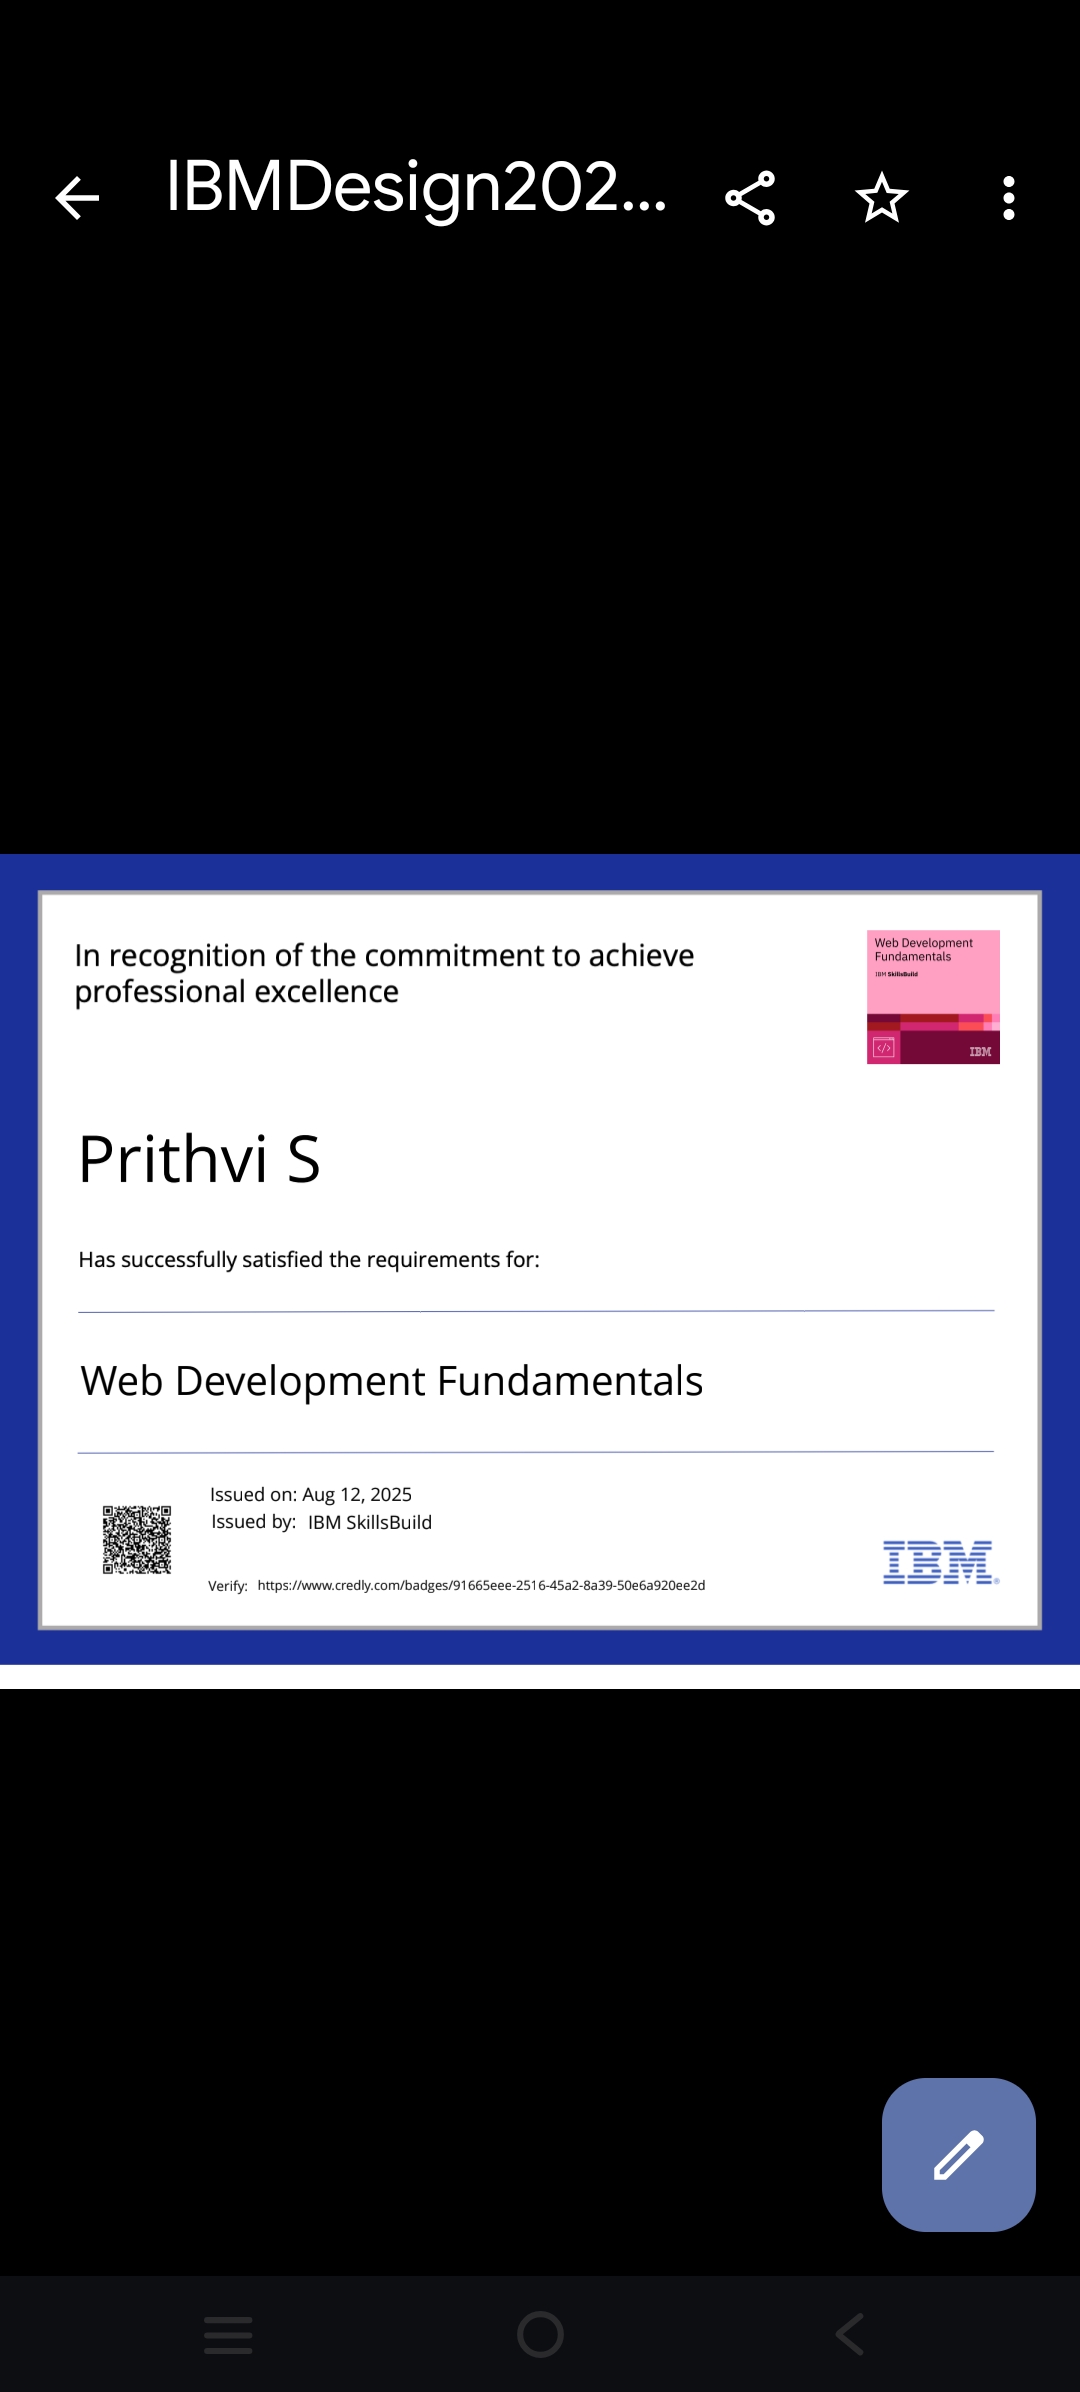 IBMDesign202...
In recognition of the commitment to achieve
professional excellence
Web Development
Fundamentals
IBM SkillsBuild
IBM
Prithvi S
Has successfully satisfied the requirements for:
Web Development Fundamentals
Issued on: Aug 12, 2025
Issued by: IBM SkillsBuild
Verify: https://www.credly.com/badges/91665eee-2516-45a2-8a39-50e6a920ee2d
IBM®